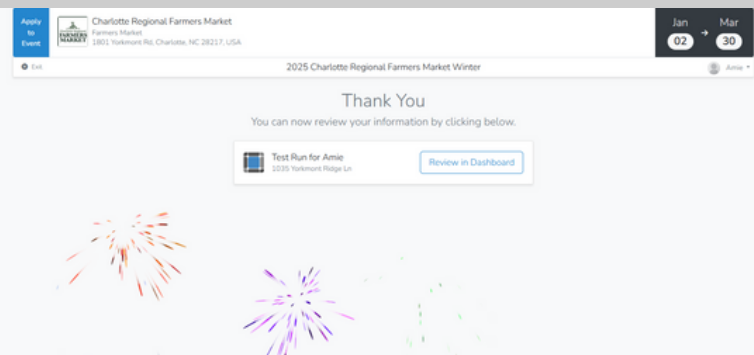 Apply
to
Event
FARMERS
MARKET
Charlotte Regional Farmers Market
Farmers Market
1801 Yorkmont Rd, Charlotte, NC 28217, USA
Jan
02
→
Mar
30
Exit
2025 Charlotte Regional Farmers Market Winter
Amie
Thank You
You can now review your information by clicking below.
Test Run for Amie
1035 Yorkmont Ridge Ln
Review in Dashboard